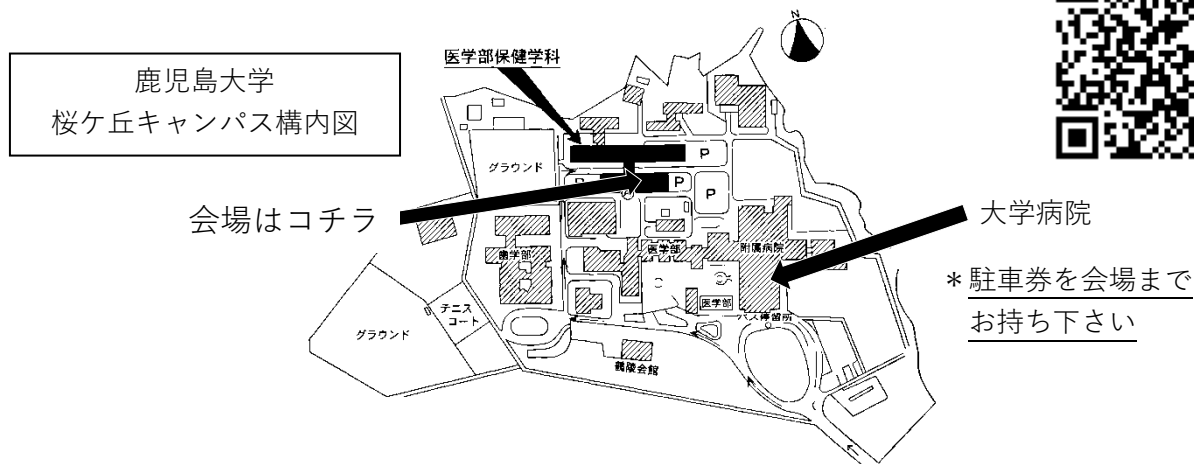 N
医学部保健学科
鹿児島大学
桜ケ丘キャンパス構内図
グラウンド
P
P
P
P
会場はコチラ
大学病院
歯学部
医学部
附属病院
＊駐車券を会場まで
お持ち下さい
医学部
バス停留所
テニス
コート
グラウンド
鶴陵会館